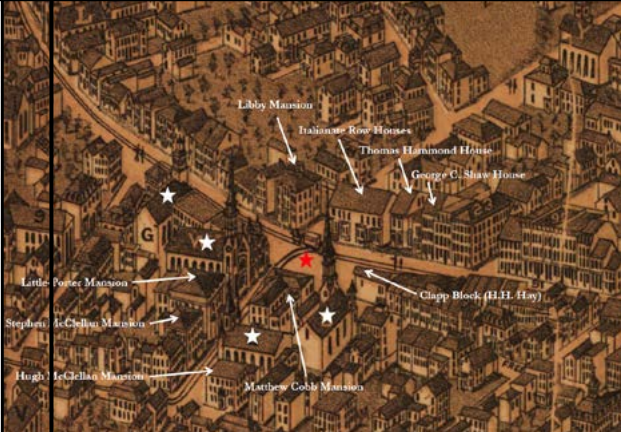 Libby Mansion
Italianate Row Houses
Thomas Hammond House
George C. Shaw House
9
G
Little-Porter Mansion
Clapp Block (H.H. Hay)
Stephen McClellan Mansion
Hugh McClellan Mansion
Matthew Cobb Mansion
V